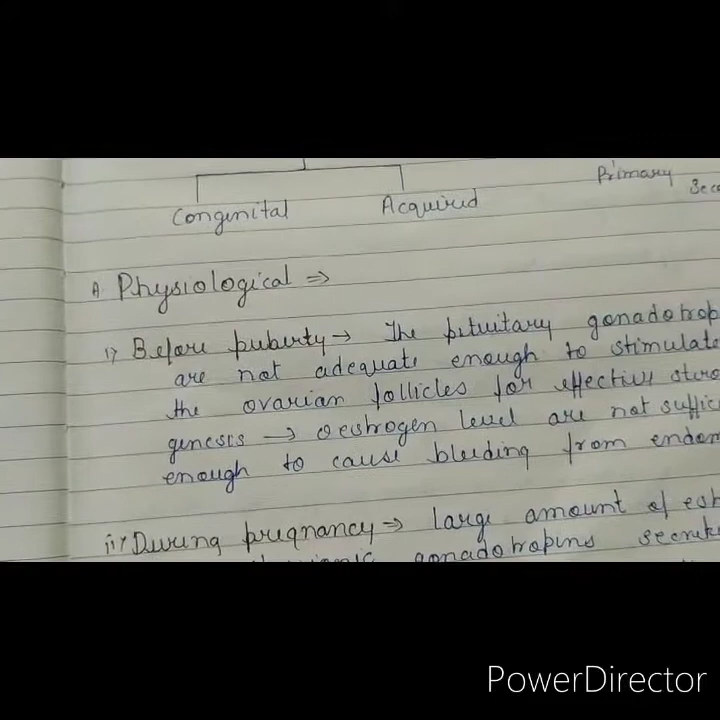 Primary
Congenital Acquired Seco
A Physiological ⇒
i) Before puberty → The pituitary gonadotrop
are not adequate enough to stimulate
the ovarian follicles for effective stero
genesis → oestrogen level are not suffic
enough to cause bleeding from endom
ii) During pregnancy → Large amount of est
gonadotropins secret
PowerDirector